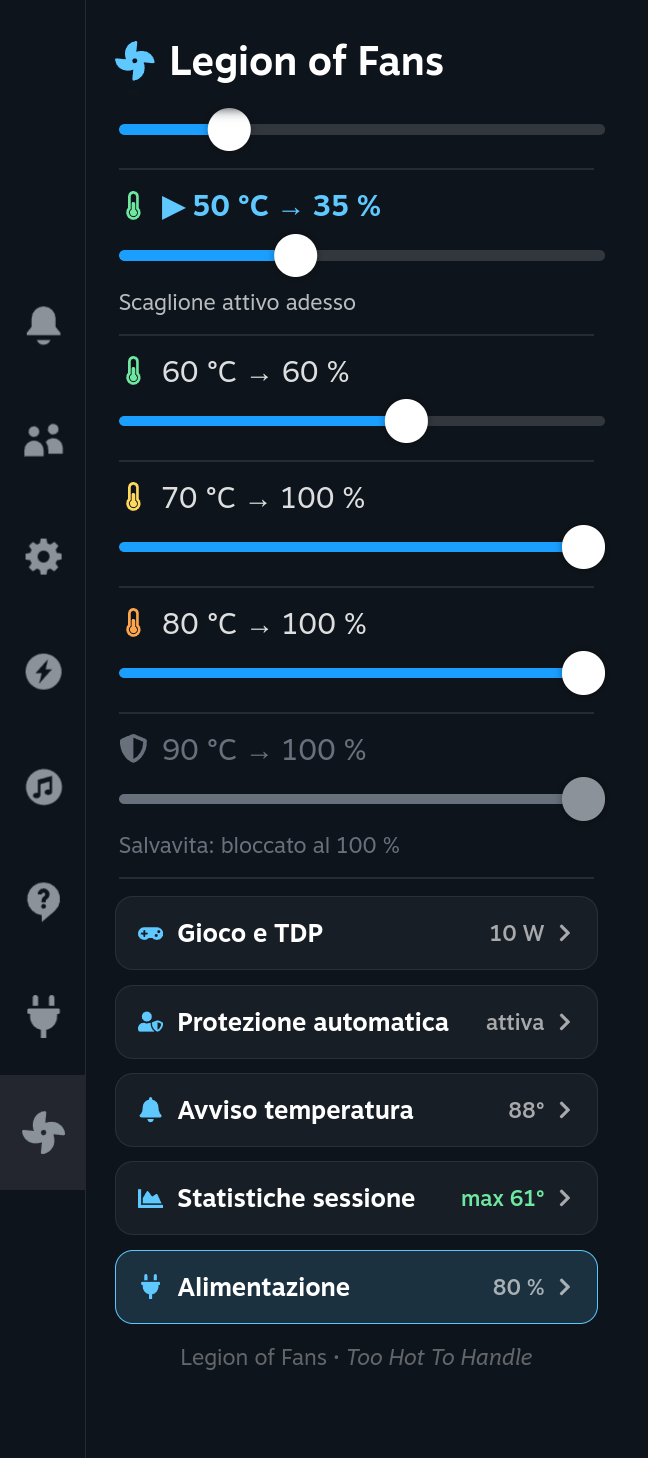 Legion of Fans
▶ 50 °C → 35 %
Scaglione attivo adesso
60 °C → 60 %
70 °C → 100 %
80 °C → 100 %
90 °C → 100 %
Salvavita: bloccato al 100 %
Gioco e TDP 10 W
Protezione automatica attiva
Avviso temperatura 88°
Statistiche sessione max 61°
Alimentazione 80 %
Legion of Fans · Too Hot To Handle